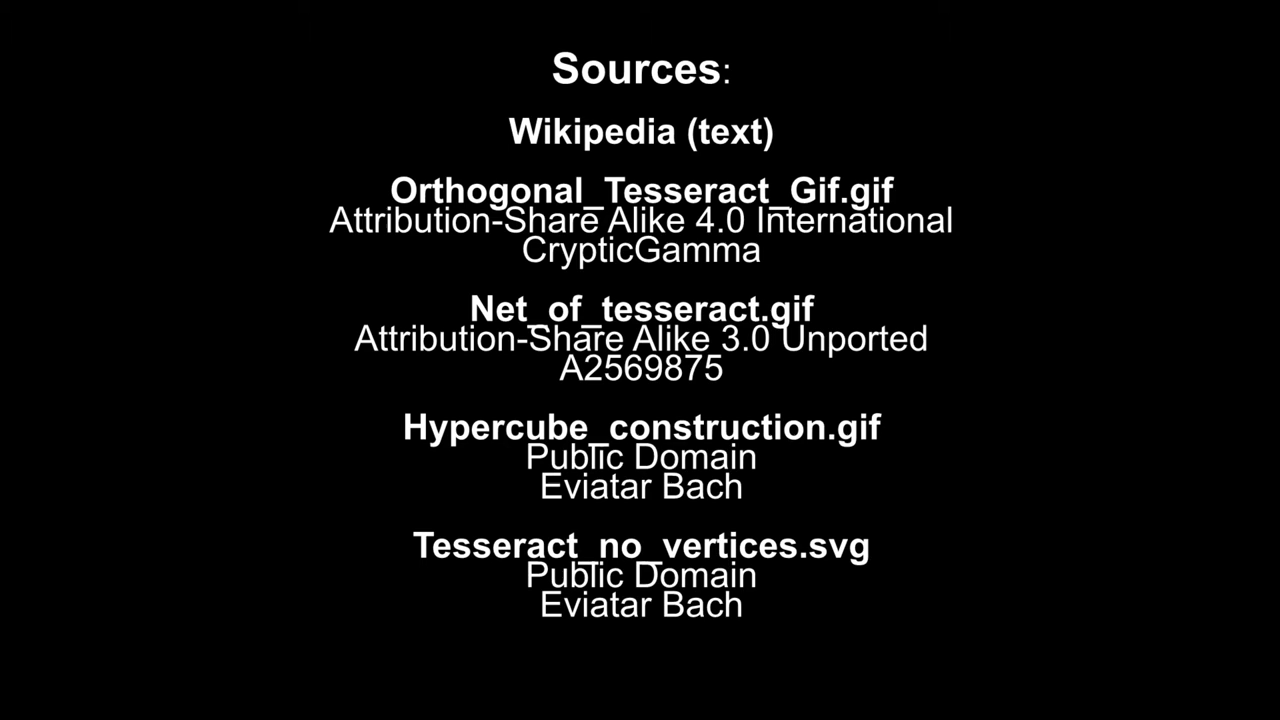 Sources:
Wikipedia (text)
Orthogonal_Tesseract_Gif.gif
Attribution-Share Alike 4.0 International
CrypticGamma
Net_of_tesseract.gif
Attribution-Share Alike 3.0 Unported
A2569875
Hypercube_construction.gif
Public Domain
Eviatar Bach
Tesseract_no_vertices.svg
Public Domain
Eviatar Bach